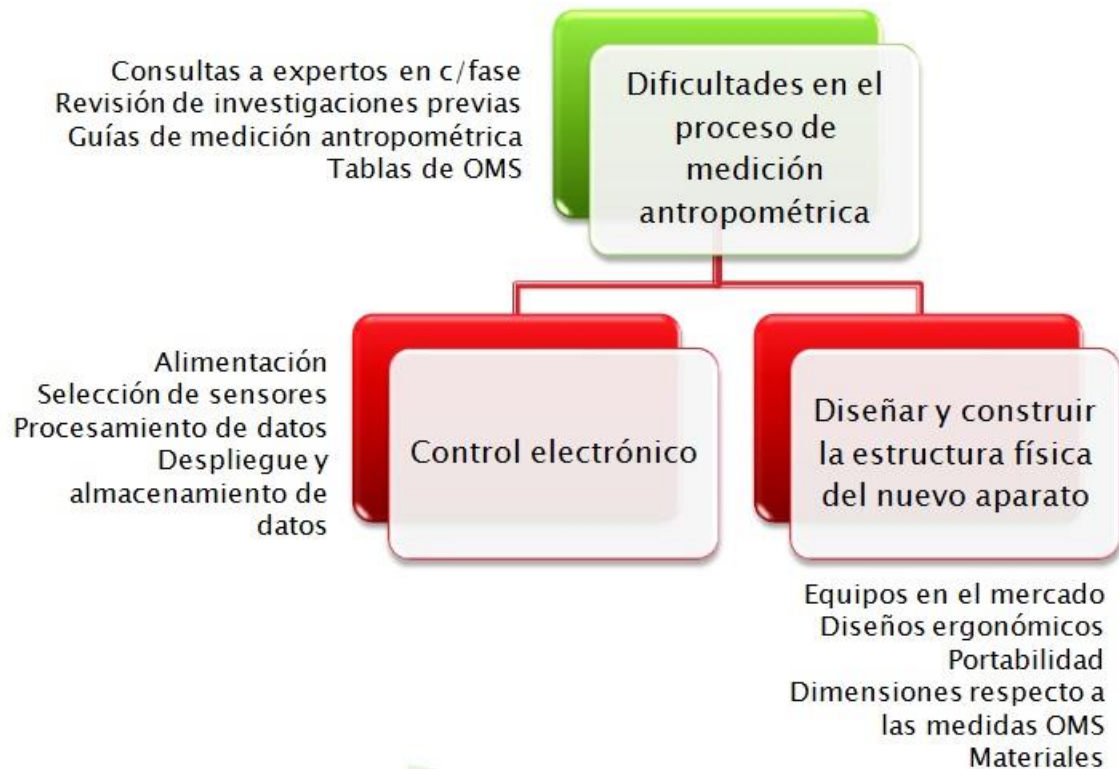 Consultas a expertos en c/fase
Revisión de investigaciones previas
Guías de medición antropométrica
Tablas de OMS
Dificultades en el
proceso de
medición
antropométrica
Alimentación
Selección de sensores
Procesamiento de datos
Despliegue y
almacenamiento de
datos
Control electrónico
Diseñar y construir
la estructura física
del nuevo aparato
Equipos en el mercado
Diseños ergonómicos
Portabilidad
Dimensiones respecto a
las medidas OMS
Materiales